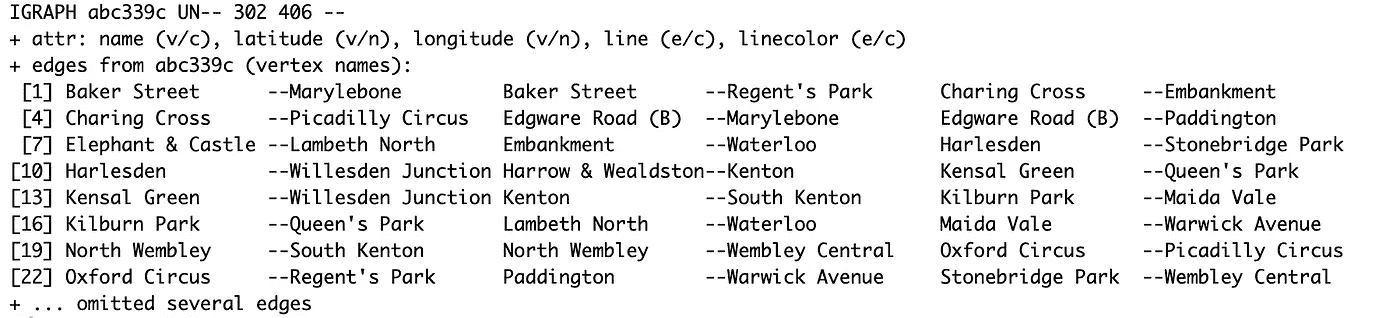 IGRAPH abc339c UN-- 302 406 --
+ attr: name (v/c), latitude (v/n), longitude (v/n), line (e/c), linecolor (e/c)
+ edges from abc339c (vertex names):
 [1] Baker Street      --Marylebone         Baker Street     --Regent's Park    Charing Cross    --Embankment
 [4] Charing Cross     --Picadilly Circus   Edgware Road (B) --Marylebone       Edgware Road (B) --Paddington
 [7] Elephant & Castle --Lambeth North      Embankment       --Waterloo         Harlesden        --Stonebridge Park
[10] Harlesden         --Willesden Junction Harrow & Wealdston--Kenton           Kensal Green     --Queen's Park
[13] Kensal Green      --Willesden Junction Kenton           --South Kenton     Kilburn Park     --Maida Vale
[16] Kilburn Park      --Queen's Park       Lambeth North    --Waterloo         Maida Vale       --Warwick Avenue
[19] North Wembley     --South Kenton       North Wembley    --Wembley Central  Oxford Circus    --Picadilly Circus
[22] Oxford Circus     --Regent's Park      Paddington       --Warwick Avenue   Stonebridge Park --Wembley Central
+ ... omitted several edges